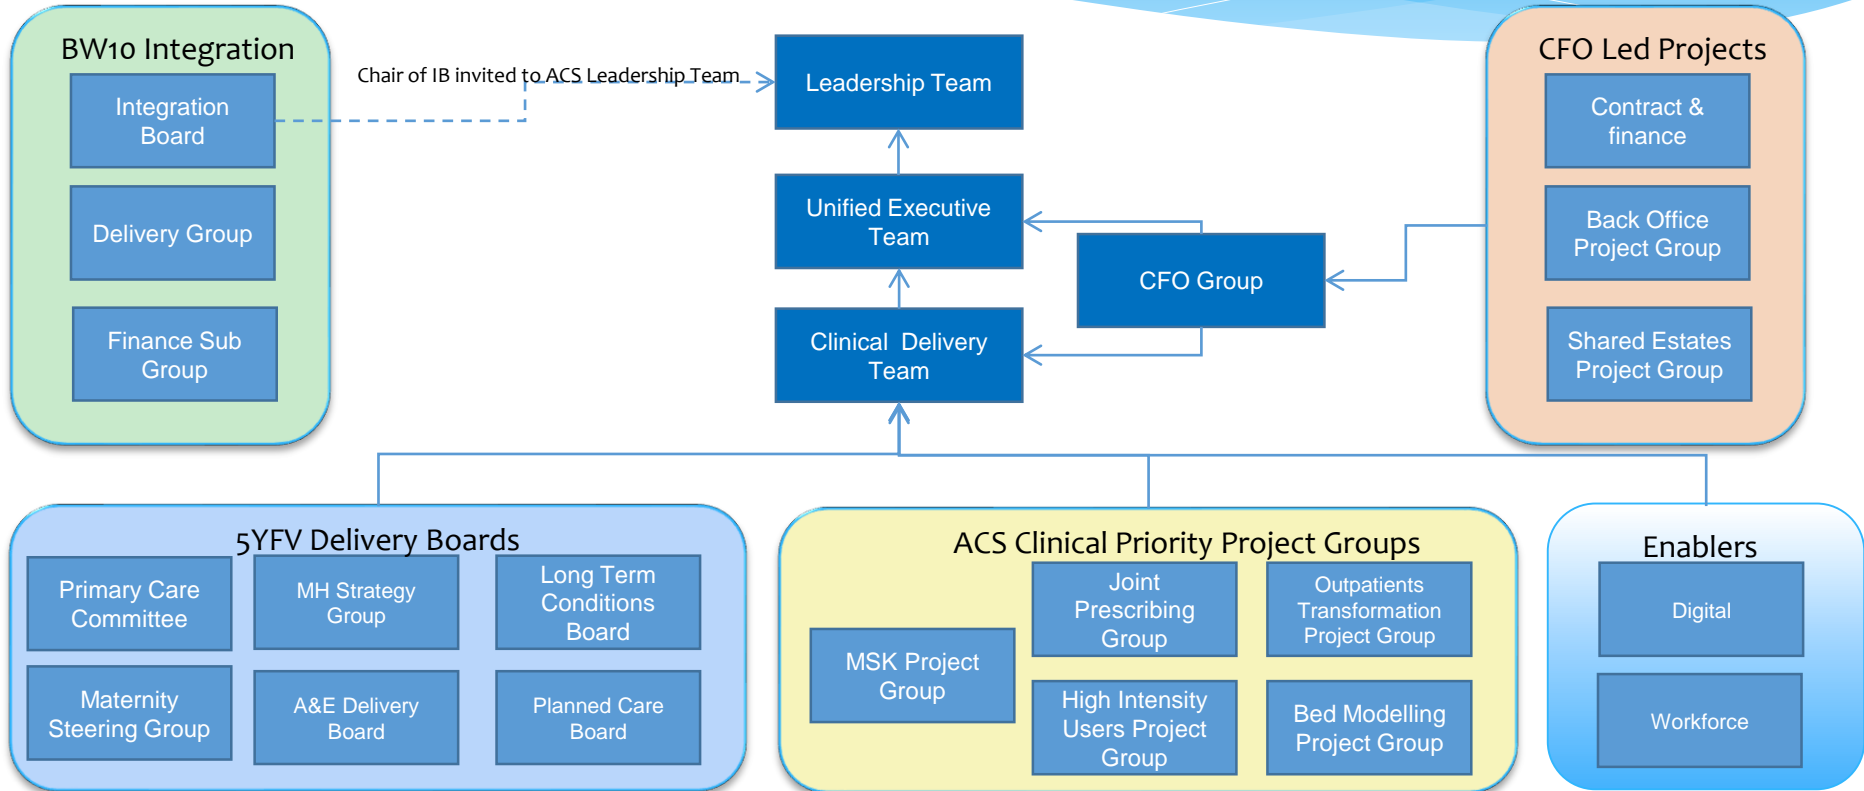 BW10 Integration
Integration
Board
Delivery Group
Finance Sub
Group
Chair of IB invited to ACS Leadership Team
Leadership Team
Unified Executive
Team
Clinical  Delivery
Team
CFO Group
CFO Led Projects
Contract &
finance
Back Office
Project Group
Shared Estates
Project Group
5YFV Delivery Boards
Primary Care
Committee
MH Strategy
Group
Long Term
Conditions
Board
Maternity
Steering Group
A&E Delivery
Board
Planned Care
Board
ACS Clinical Priority Project Groups
MSK Project
Group
Joint
Prescribing
Group
Outpatients
Transformation
Project Group
High Intensity
Users Project
Group
Bed Modelling
Project Group
Enablers
Digital
Workforce